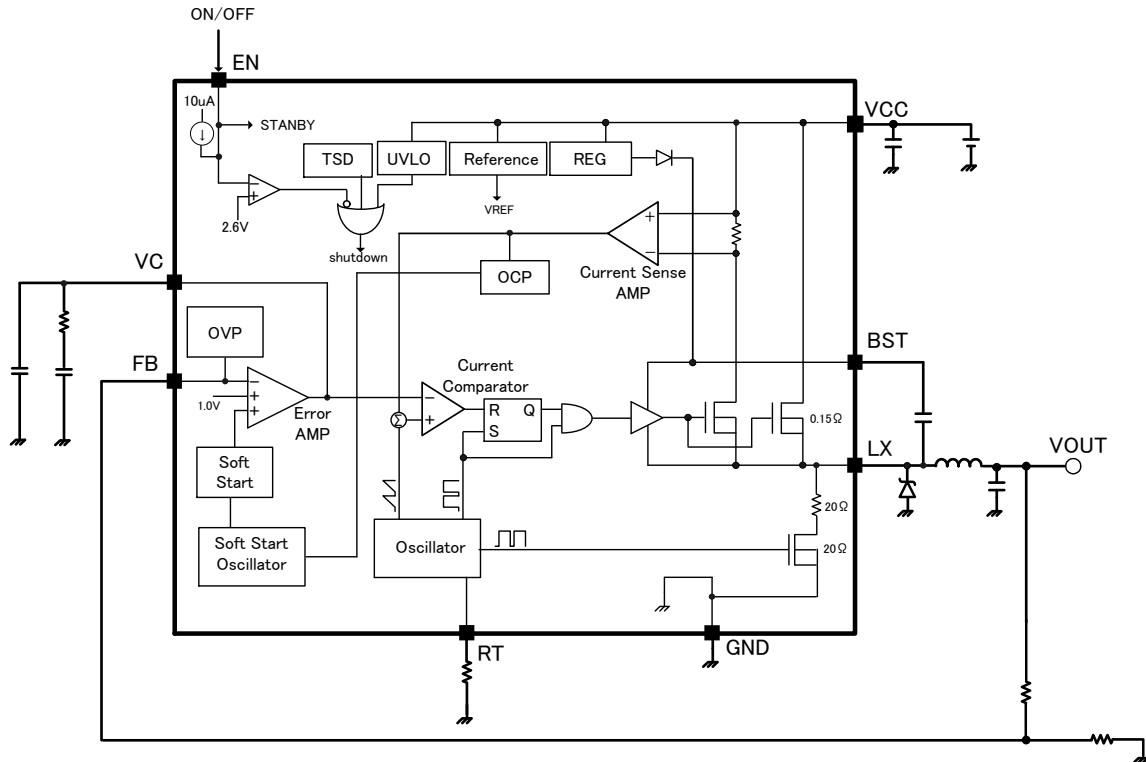 ON/OFF
EN
10uA
STANBY
VCC
TSD
UVLO
Reference
REG
VREF
2.6V
shutdown
+
−
Current Sense
AMP
OCP
VC
OVP
FB
BST
1.0V
Error
AMP
Current
Comparator
R
Q
S
Σ
0.15Ω
LX
VOUT
Soft
Start
20Ω
Oscillator
20Ω
Soft Start
Oscillator
RT
GND